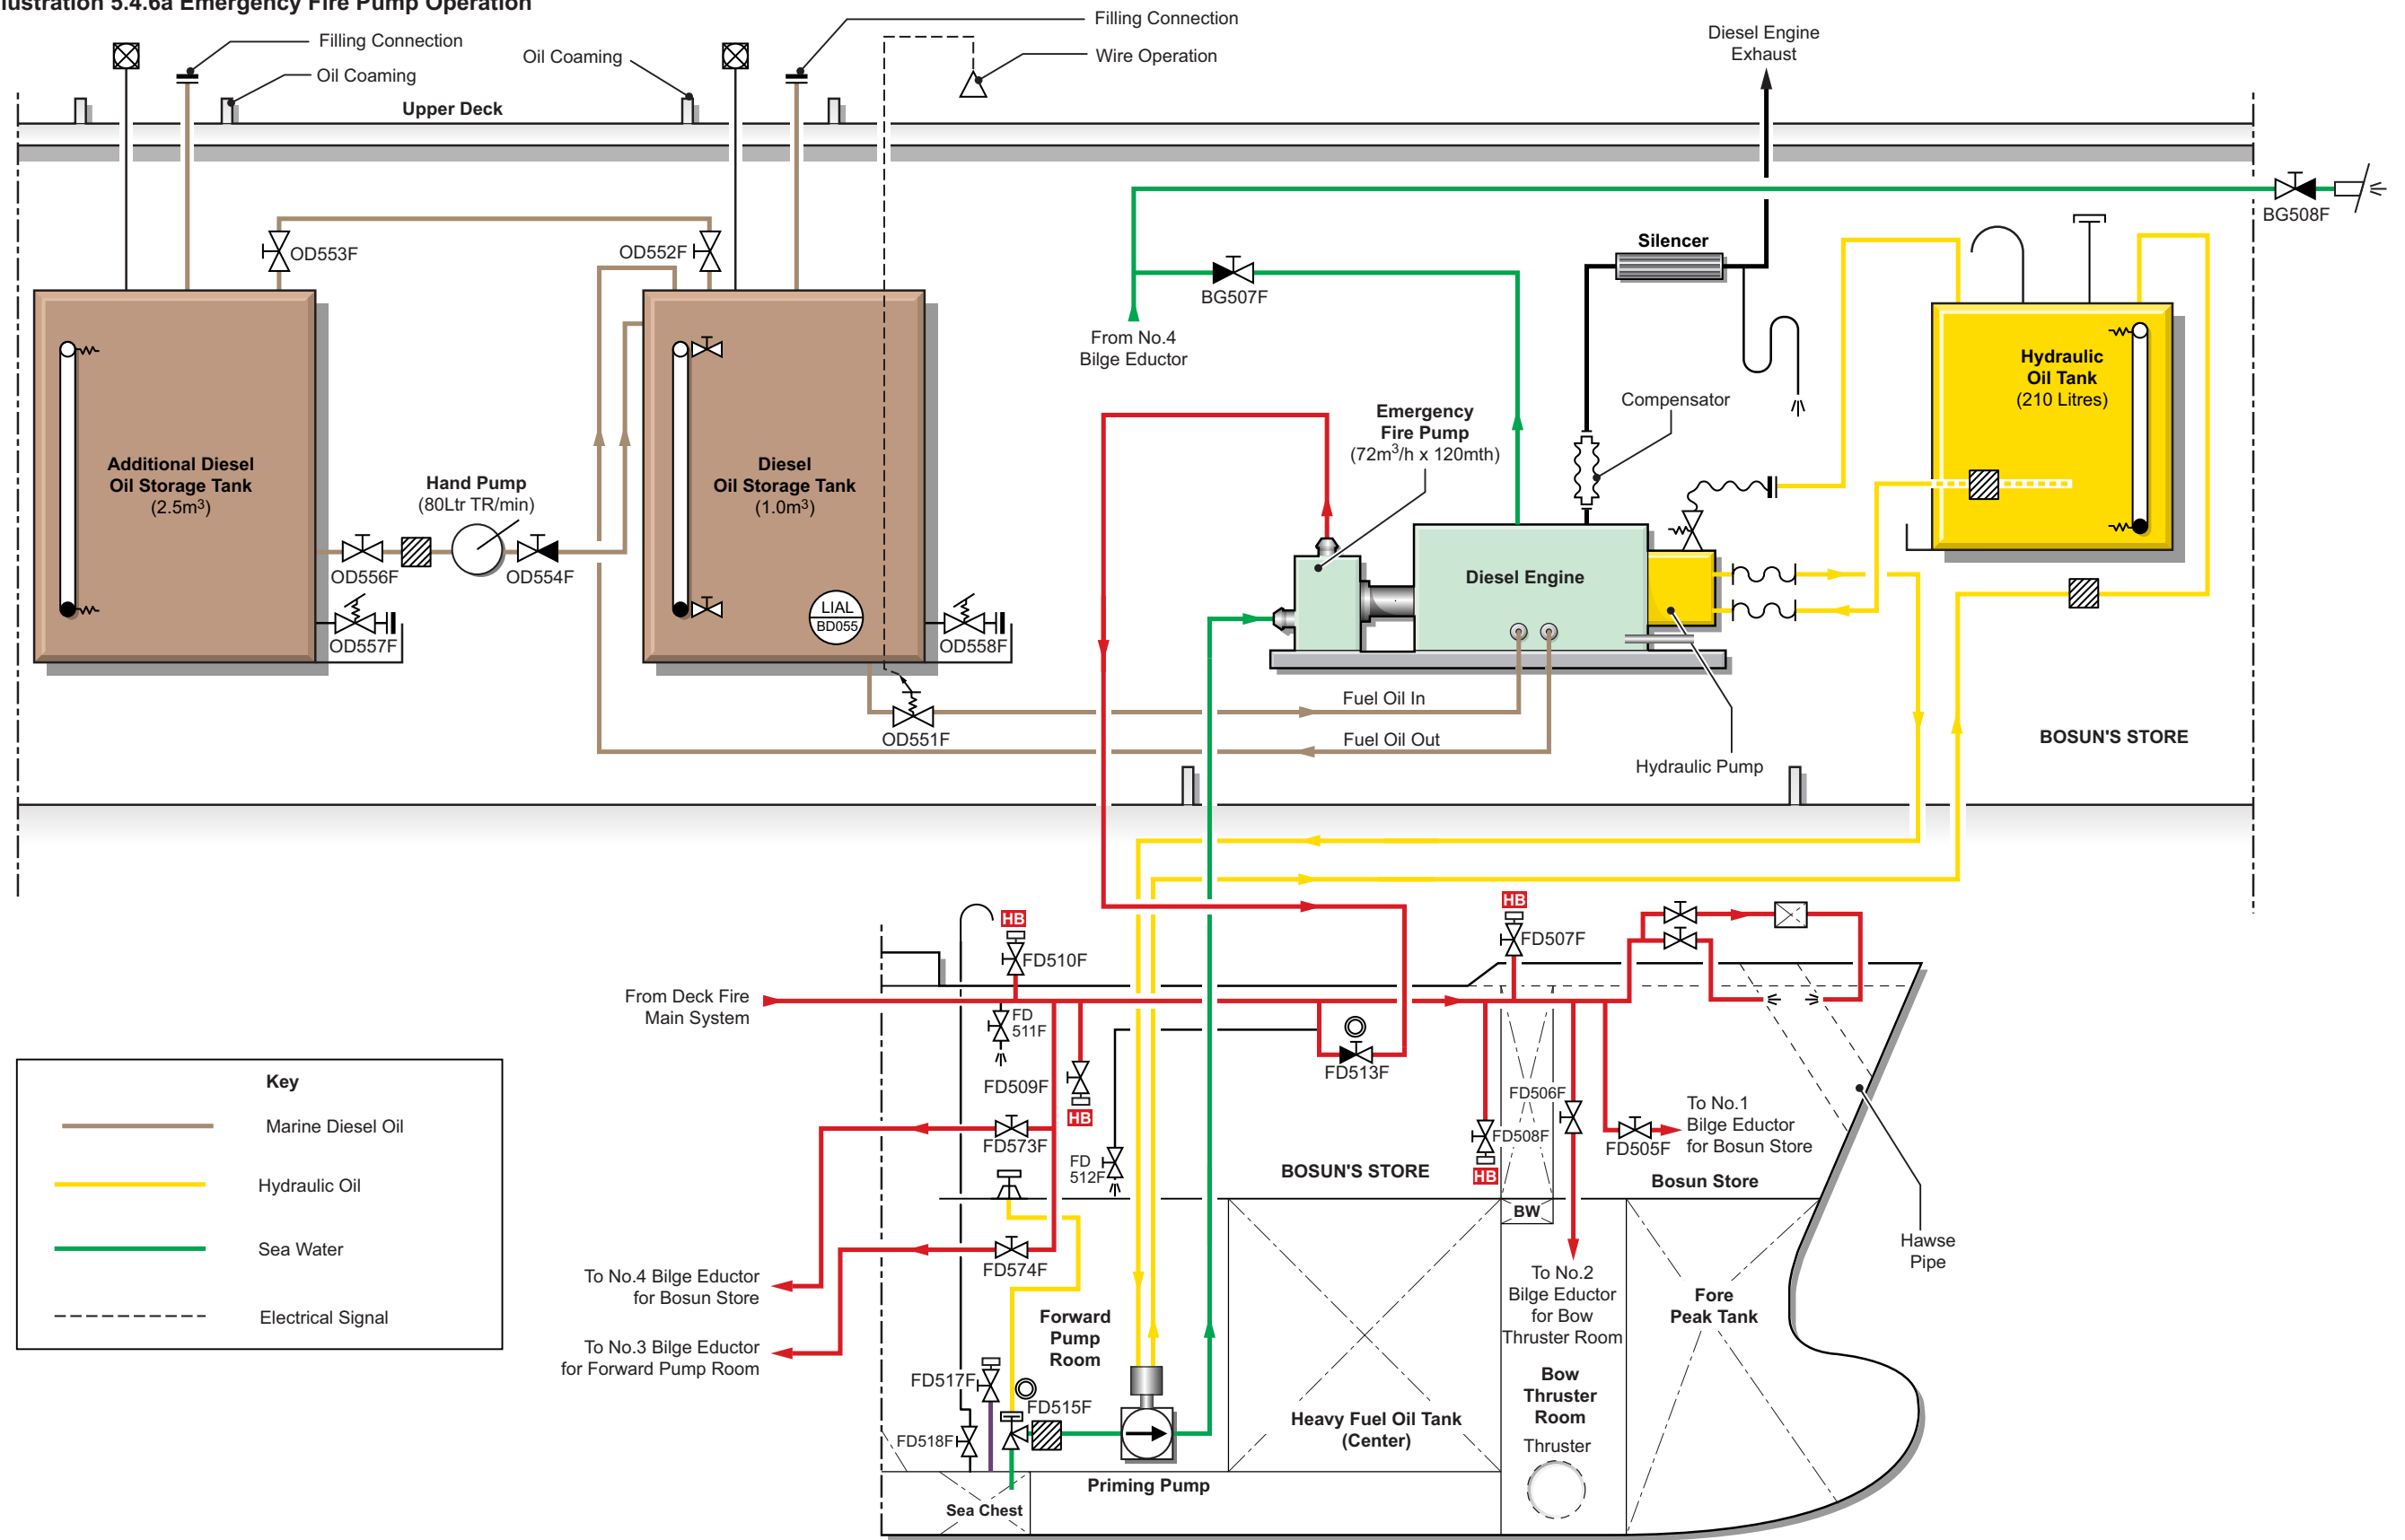 lustration 5.4.6a Emergency Fire Pump Operation
Filling Connection
Oil Coaming
Oil Coaming
Filling Connection
Wire Operation
Diesel Engine
Exhaust
Upper Deck
BG508F
OD553F
OD552F
BG507F
From No.4
Bilge Eductor
Silencer
Compensator
Hydraulic
Oil Tank
(210 Litres)
Emergency
Fire Pump
(72m³/h x 120mth)
Additional Diesel
Oil Storage Tank
(2.5m³)
Hand Pump
(80Ltr TR/min)
Diesel
Oil Storage Tank
(1.0m³)
OD556F
OD554F
OD557F
LIAL
BD055
OD558F
Diesel Engine
OD551F
Fuel Oil In
Fuel Oil Out
Hydraulic Pump
BOSUN'S STORE
HB
FD510F
HB
FD507F
From Deck Fire
Main System
FD
511F
FD509F
HB
FD513F
FD573F
FD
512F
FD506F
FD508F
HB
FD505F
To No.1
Bilge Eductor
for Bosun Store
BOSUN'S STORE
Bosun Store
BW
Hawse
Pipe
FD574F
To No.4 Bilge Eductor
for Bosun Store
To No.3 Bilge Eductor
for Forward Pump Room
Forward
Pump
Room
To No.2
Bilge Eductor
for Bow
Thruster Room
Fore
Peak Tank
FD517F
FD515F
FD518F
Heavy Fuel Oil Tank
(Center)
Bow
Thruster
Room
Thruster
Priming Pump
Sea Chest
Key
Marine Diesel Oil
Hydraulic Oil
Sea Water
Electrical Signal